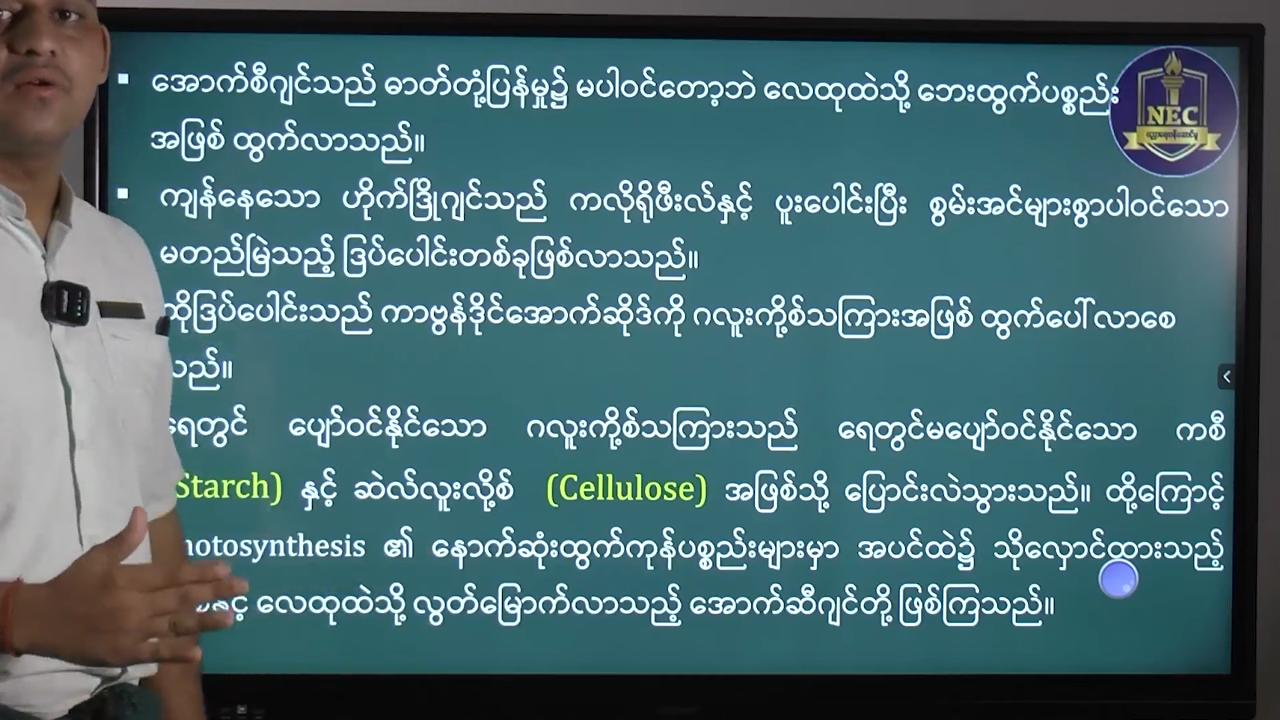 ▪ အောက်စီဂျင်သည် ဓာတ်တုံ့ပြန်မှု၌ မပါဝင်တော့ဘဲ လေထုထဲသို့ ဘေးထွက်ပစ္စည်း
အဖြစ် ထွက်လာသည်။
▪ ကျန်နေသော ဟိုက်ဒြိုဂျင်သည် ကလိုရိုဖီးလ်နှင့် ပူးပေါင်းပြီး စွမ်းအင်များစွာပါဝင်သော
မတည်မြဲသည့် ဒြပ်ပေါင်းတစ်ခုဖြစ်လာသည်။
ထိုဒြပ်ပေါင်းသည် ကာဗွန်ဒိုင်အောက်ဆိုဒ်ကို ဂလူးကို့စ်သကြားအဖြစ် ထွက်ပေါ်လာစေ
သည်။
ရေတွင် ပျော်ဝင်နိုင်သော ဂလူးကို့စ်သကြားသည် ရေတွင်မပျော်ဝင်နိုင်သော ကစီ
Starch) နှင့် ဆဲလ်လူးလို့စ် (Cellulose) အဖြစ်သို့ ပြောင်းလဲသွားသည်။ ထို့ကြောင့်
hotosynthesis ၏ နောက်ဆုံးထွက်ကုန်ပစ္စည်းများမှာ အပင်ထဲ၌ သိုလှောင်ထားသည့်
လေထုထဲသို့ လွတ်မြောက်လာသည့် အောက်ဆီဂျင်တို့ ဖြစ်ကြသည်။
NEC